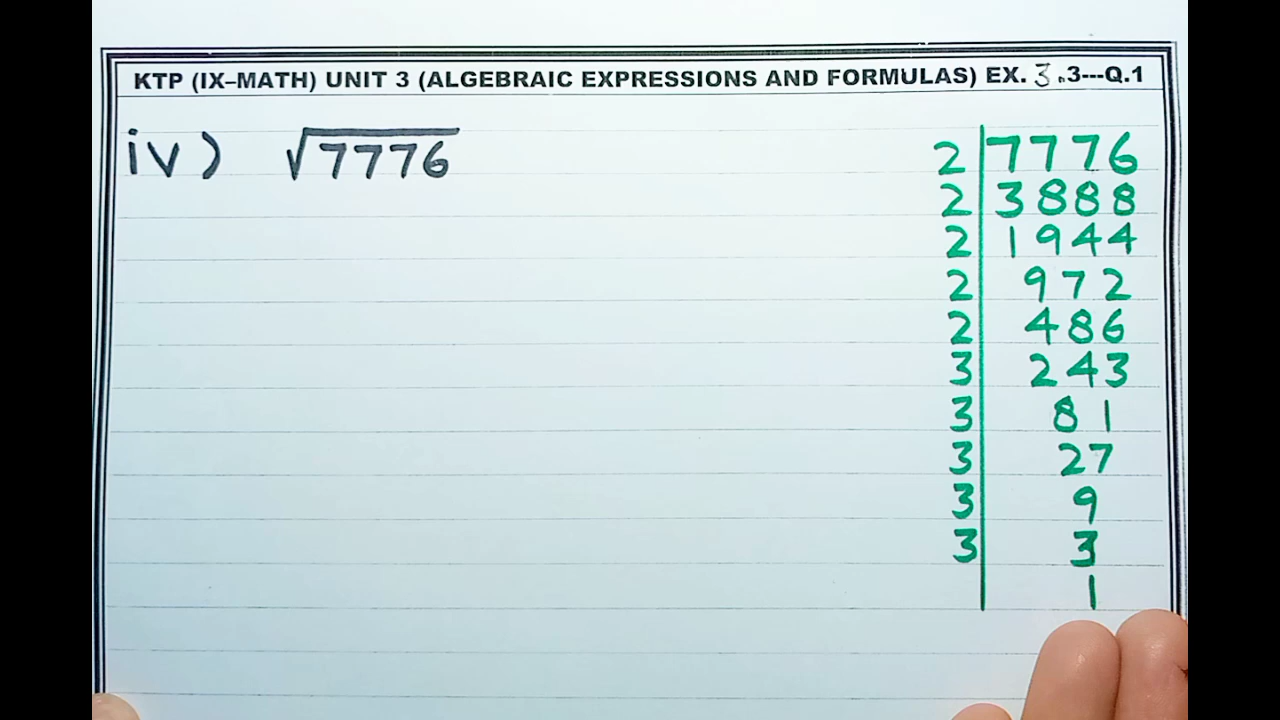 KTP (IX–MATH) UNIT 3 (ALGEBRAIC EXPRESSIONS AND FORMULAS) EX. 3.3---Q.1
iv) √7776
2 | 7776
2 | 3888
2 | 1944
2 | 972
2 | 486
3 | 243
3 | 81
3 | 27
3 | 9
3 | 3
| 1